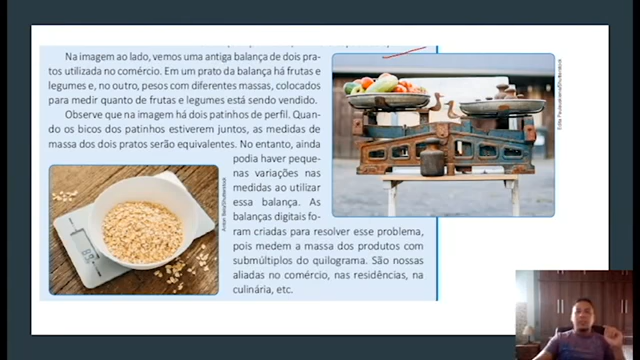 Na imagem ao lado, vemos uma antiga balança de dois pra-
tos utilizada no comércio. Em um prato da balança há frutas e
legumes e, no outro, pesos com diferentes massas, colocados
para medir quanto de frutas e legumes está sendo vendido.
Observe que na imagem há dois patinhos de perfil. Quan-
do os bicos dos patinhos estiverem juntos, as medidas de
massa dos dois pratos serão equivalentes. No entanto, ainda
podia haver peque-
nas variações nas
medidas ao utilizar
essa balança. As
balanças digitais fo-
ram criadas para resolver esse problema,
pois medem a massa dos produtos com
submúltiplos do quilograma. São nossas
aliadas no comércio, nas residências, na
culinária, etc.